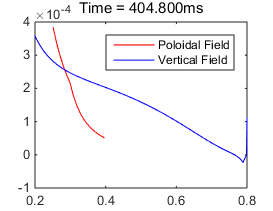 ×10⁻⁴ Time = 404.800ms
4
Poloidal Field
3
Vertical Field
2
1
0
-1
0.2 0.4 0.6 0.8